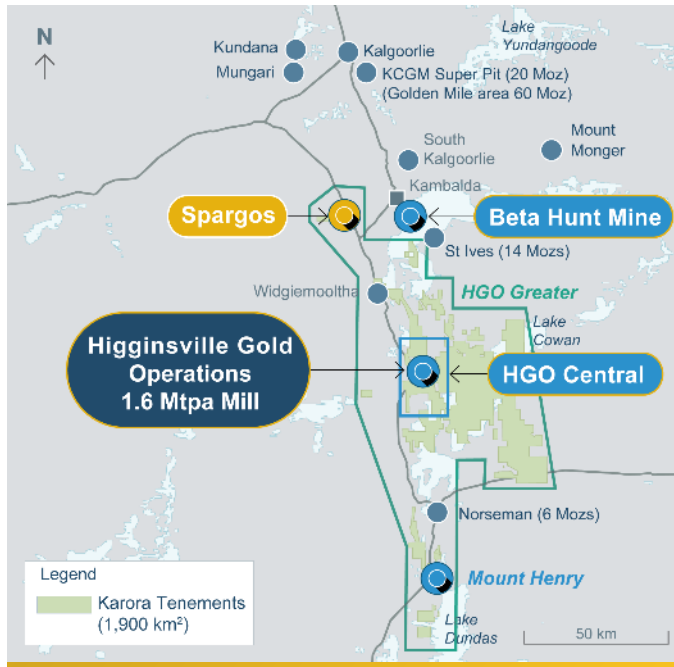 N
Lake
Yundangoode
Kundana
Kalgoorlie
Mungari
KCGM Super Pit (20 Moz)
(Golden Mile area 60 Moz)
South
Kalgoorlie
Mount
Monger
Kambalda
Spargos
Beta Hunt Mine
St Ives (14 Mozs)
Widgiemooltha
HGO Greater
Lake
Cowan
Higginsville Gold
Operations
1.6 Mtpa Mill
HGO Central
Norseman (6 Mozs)
Mount Henry
Legend
Karora Tenements
(1,900 km²)
Lake
Dundas
50 km